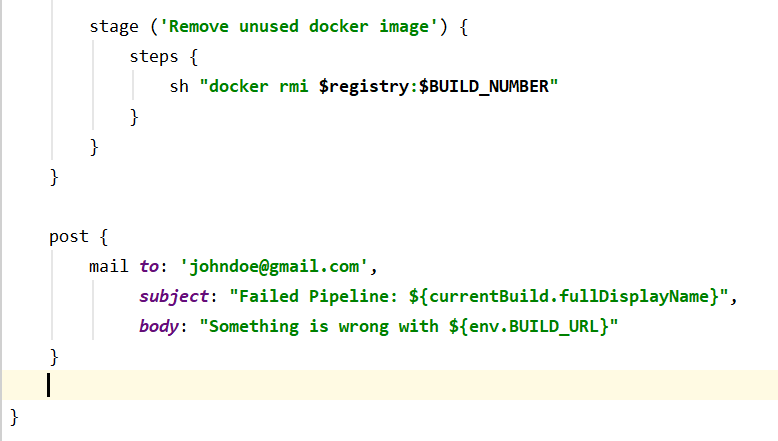 stage ('Remove unused docker image') {
steps {
sh "docker rmi $registry:$BUILD_NUMBER"
}
}
}
post {
mail to: 'johndoe@gmail.com',
subject: "Failed Pipeline: ${currentBuild.fullDisplayName}",
body: "Something is wrong with ${env.BUILD_URL}"
}
}